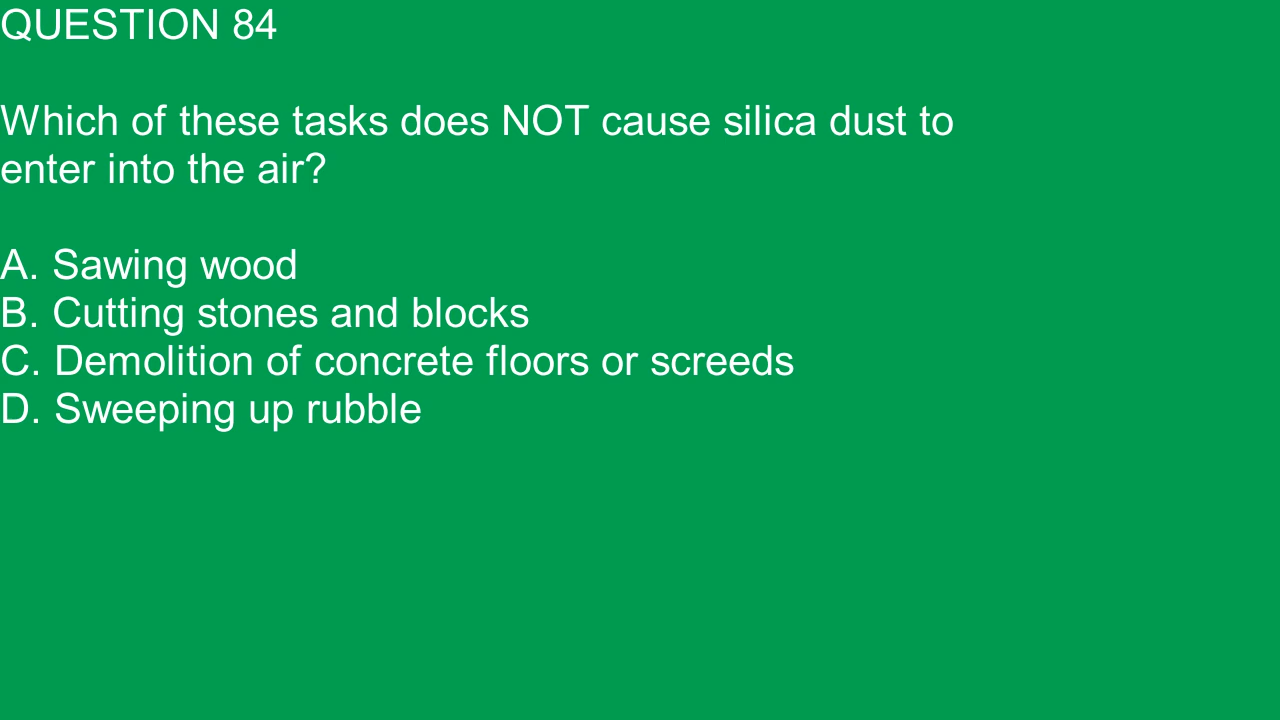 QUESTION 84
Which of these tasks does NOT cause silica dust to
enter into the air?
A. Sawing wood
B. Cutting stones and blocks
C. Demolition of concrete floors or screeds
D. Sweeping up rubble